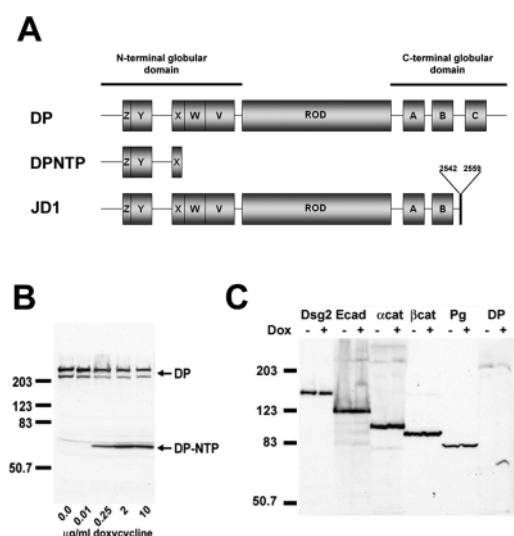 A
N-terminal globular domain
C-terminal globular domain
DP
Z Y X W V ROD A B C
DPNTP
Z Y X
2542 2559
JD1
Z Y X W V ROD A B
B
203
123
83
50.7
DP
DP-NTP
0.0 0.01 0.25 2 10
µg/ml doxycycline
C
Dsg2 Ecad αcat βcat Pg DP
Dox - + - + - + - + - + - +
203
123
83
50.7